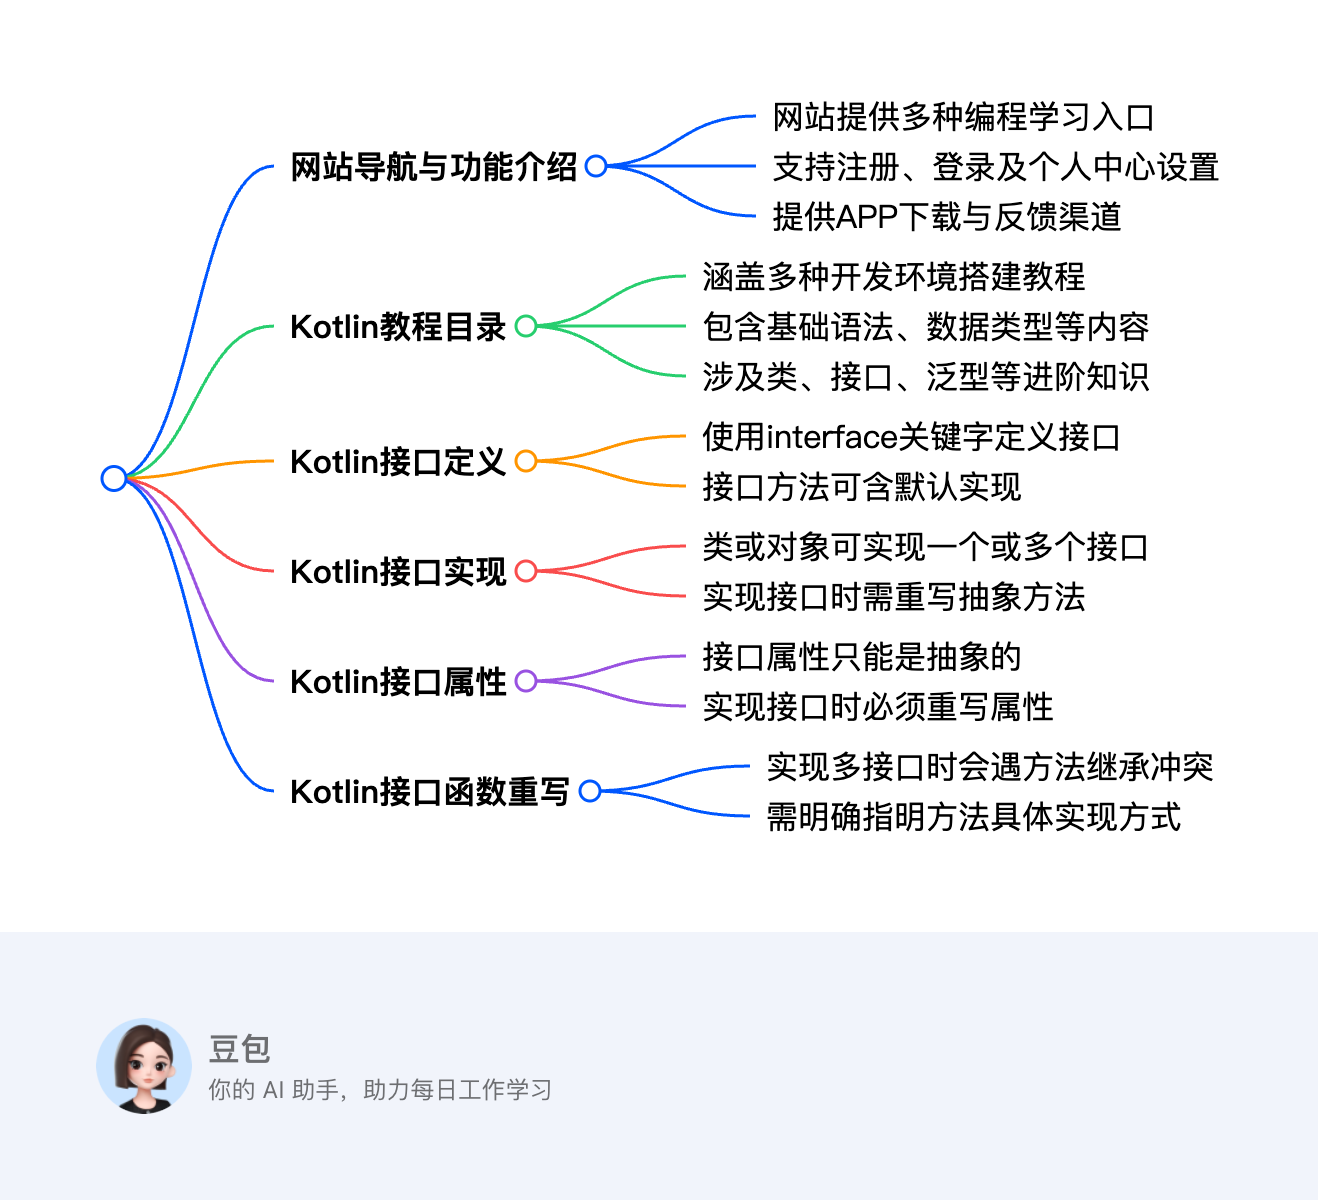 网站导航与功能介绍
网站提供多种编程学习入口
支持注册、登录及个人中心设置
提供APP下载与反馈渠道
Kotlin教程目录
涵盖多种开发环境搭建教程
包含基础语法、数据类型等内容
涉及类、接口、泛型等进阶知识
Kotlin接口定义
使用interface关键字定义接口
接口方法可含默认实现
Kotlin接口实现
类或对象可实现一个或多个接口
实现接口时需重写抽象方法
Kotlin接口属性
接口属性只能是抽象的
实现接口时必须重写属性
Kotlin接口函数重写
实现多接口时会遇方法继承冲突
需明确指明方法具体实现方式
豆包
你的 AI 助手，助力每日工作学习